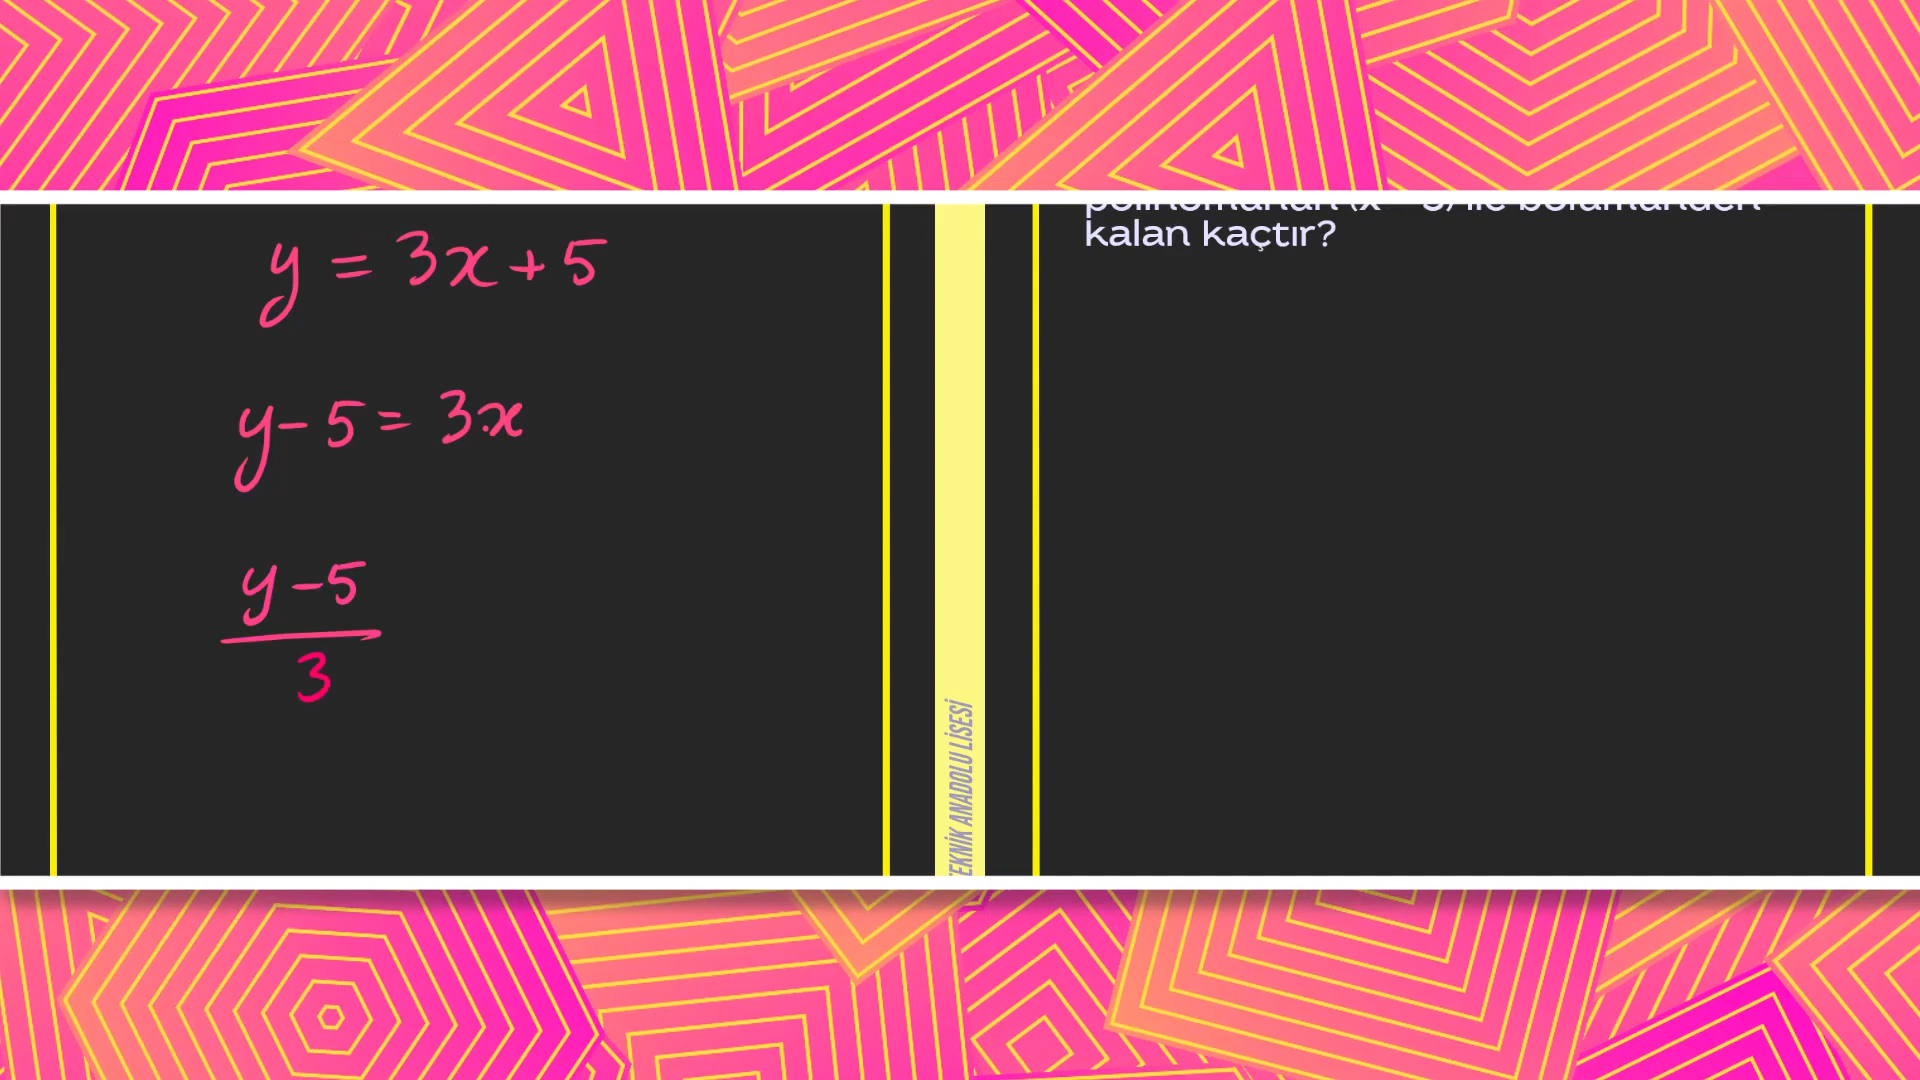 y = 3x + 5
y - 5 = 3x
y - 5
3
TEKNİK ANADOLU LİSESİ
kalan kaçtır?